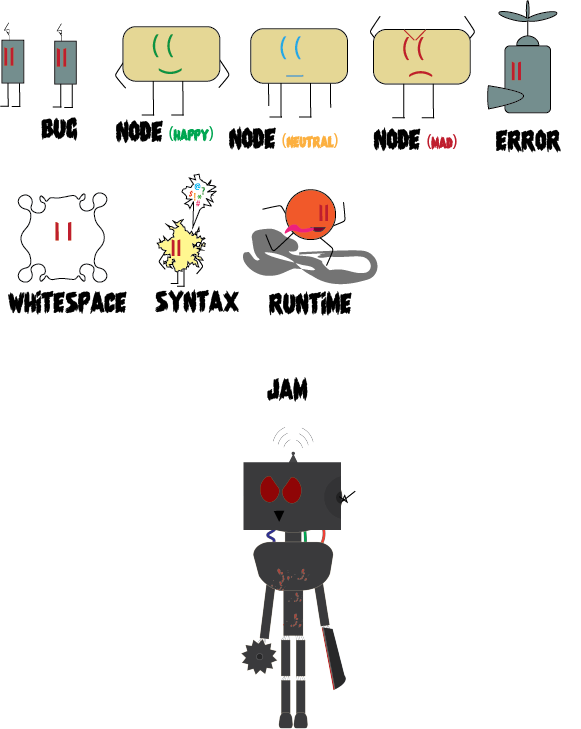 @?
$!*
#
BUG
NODE (HAPPY)
NODE (NEUTRAL)
NODE (MAD)
ERROR
WHITESPACE
SYNTAX
RUNTIME
JAM